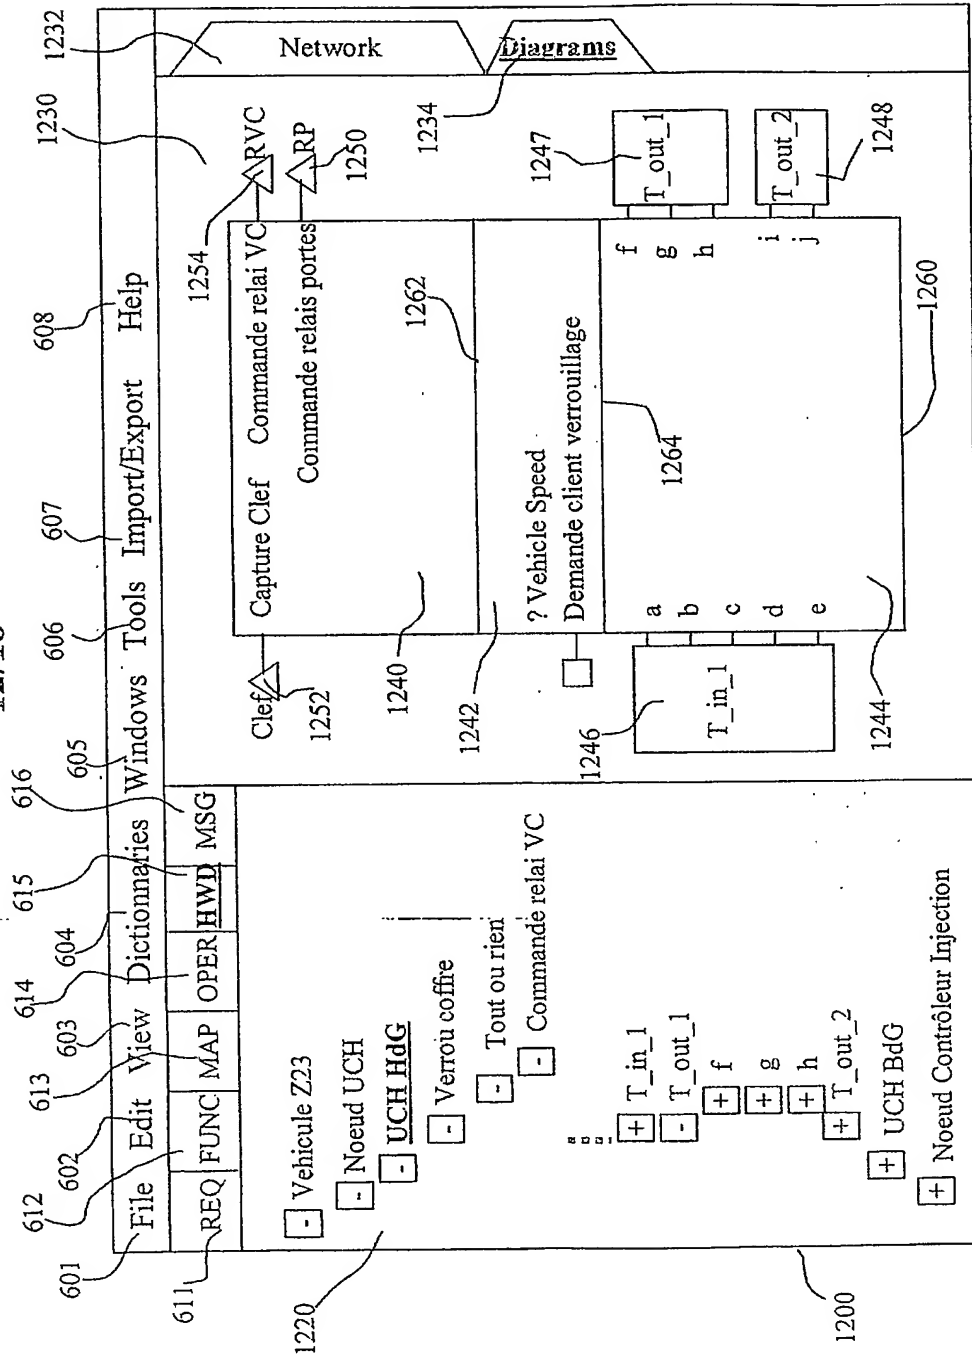 601 602 603 604 605 606 607 608
File Edit View Dictionnaries Windows Tools Import/Export Help
611 612 613 614 615 616
REQ FUNC MAP OPER HWD MSG
1220
- Vehicule Z23
- Noeud UCH
- UCH HdG
- Verrou coffre
- Tout ou rien
- Commande relai VC
+ T_in_1
- T_out_1
+ f
+ g
+ h
+ T_out_2
+ UCH BdG
+ Noeud Contrôleur Injection
1200
1230
1232
Network
1234
Diagrams
1254
Clef Capture Clef Commande relai VC RVC
1252
Commande relais portes RP
1250
1240
1262
1242
? Vehicle Speed
Demande client verrouillage
1264
1246
T_in_1
a
b
c
d
e
f
g
h
i
j
T_out_1
1247
T_out_2
1248
1244
1260